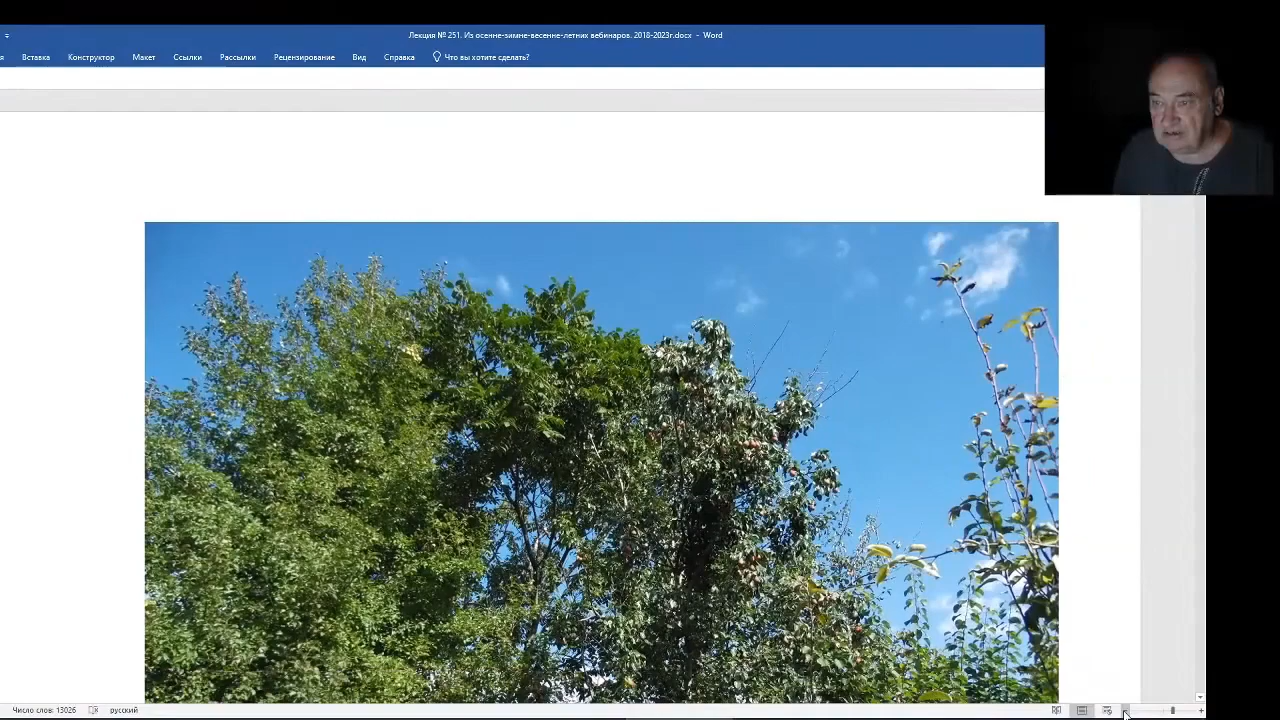 Лекция № 251. Из осенне-зимне-весенне-летних вебинаров. 2018-2023г.docx - Word
я Вставка Конструктор Макет Ссылки Рассылки Рецензирование Вид Справка Что вы хотите сделать?
Число слов: 13026 русский